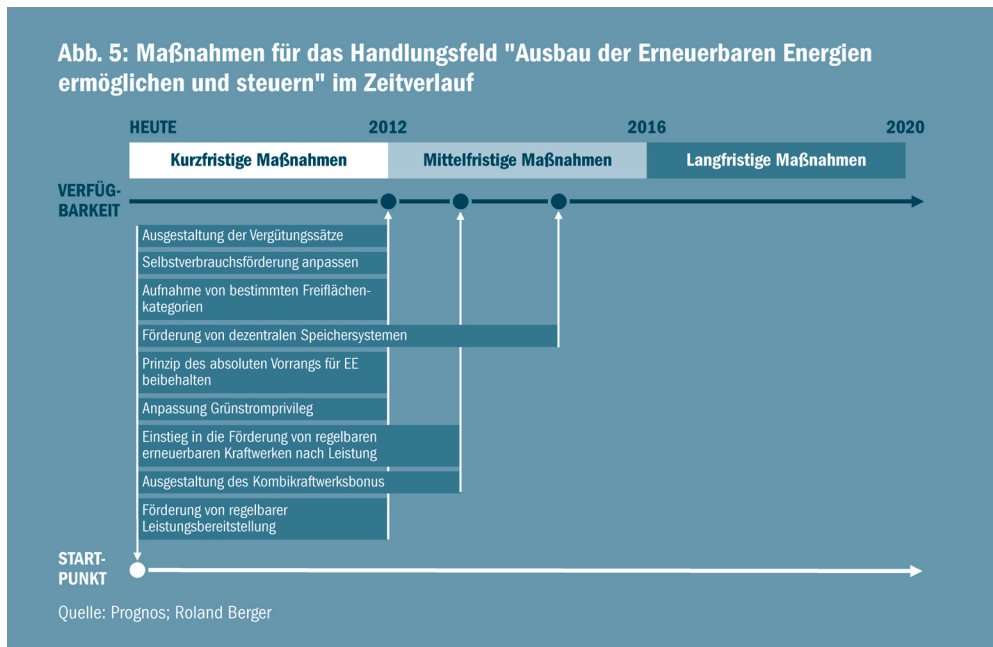 Abb. 5: Maßnahmen für das Handlungsfeld "Ausbau der Erneuerbaren Energien
ermöglichen und steuern" im Zeitverlauf
HEUTE 2012 2016 2020
Kurzfristige Maßnahmen Mittelfristige Maßnahmen Langfristige Maßnahmen
VERFÜG-
BARKEIT
Ausgestaltung der Vergütungssätze
Selbstverbrauchsförderung anpassen
Aufnahme von bestimmten Freiflächen-
kategorien
Förderung von dezentralen Speichersystemen
Prinzip des absoluten Vorrangs für EE
beibehalten
Anpassung Grünstromprivileg
Einstieg in die Förderung von regelbaren
erneuerbaren Kraftwerken nach Leistung
Ausgestaltung des Kombikraftwerksbonus
Förderung von regelbarer
Leistungsbereitstellung
START-
PUNKT
Quelle: Prognos; Roland Berger